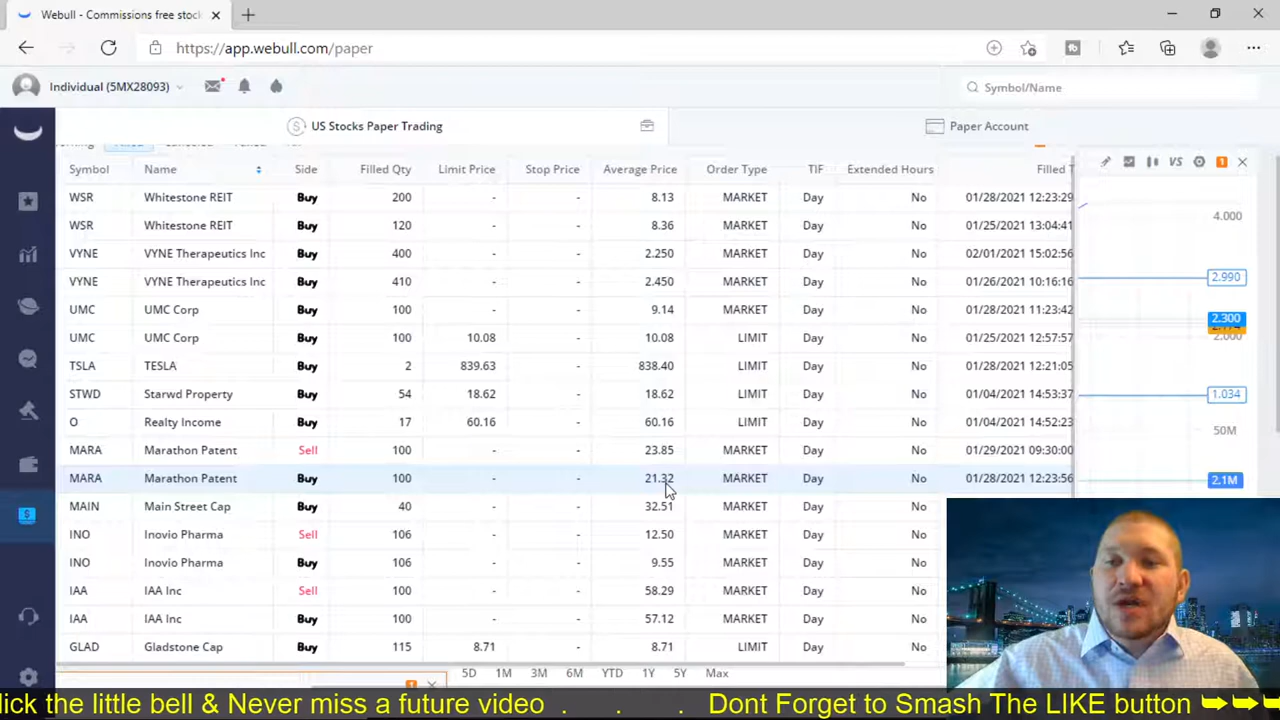 Webull - Commissions free stoc
https://app.webull.com/paper
Individual (5MX28093)
Symbol/Name
US Stocks Paper Trading
Paper Account
Symbol Name Side Filled Qty Limit Price Stop Price Average Price Order Type TIF Extended Hours Filled T
WSR Whitestone REIT Buy 200 - - 8.13 MARKET Day No 01/28/2021 12:23:29
WSR Whitestone REIT Buy 120 - - 8.36 MARKET Day No 01/25/2021 13:04:41
VYNE VYNE Therapeutics Inc Buy 400 - - 2.250 MARKET Day No 02/01/2021 15:02:56
VYNE VYNE Therapeutics Inc Buy 410 - - 2.450 MARKET Day No 01/26/2021 10:16:16
UMC UMC Corp Buy 100 - - 9.14 MARKET Day No 01/28/2021 11:23:42
UMC UMC Corp Buy 100 10.08 - 10.08 LIMIT Day No 01/25/2021 12:57:57
TSLA TESLA Buy 2 839.63 - 838.40 LIMIT Day No 01/28/2021 12:21:05
STWD Starwd Property Buy 54 18.62 - 18.62 LIMIT Day No 01/04/2021 14:53:37
O Realty Income Buy 17 60.16 - 60.16 LIMIT Day No 01/04/2021 14:52:23
MARA Marathon Patent Sell 100 - - 23.85 MARKET Day No 01/29/2021 09:30:00
MARA Marathon Patent Buy 100 - - 21.32 MARKET Day No 01/28/2021 12:23:56
MAIN Main Street Cap Buy 40 - - 32.51 MARKET Day No
INO Inovio Pharma Sell 106 - - 12.50 MARKET Day No
INO Inovio Pharma Buy 106 - - 9.55 MARKET Day No
IAA IAA Inc Sell 100 - - 58.29 MARKET Day No
IAA IAA Inc Buy 100 - - 57.12 MARKET Day No
GLAD Gladstone Cap Buy 115 8.71 - 8.71 LIMIT Day No
VS
1
4.000
2.990
2.300
2.000
1.034
50M
2.1M
5D 1M 3M 6M YTD 1Y 5Y Max
1
lick the little bell & Never miss a future video . . . Dont Forget to Smash The LIKE button